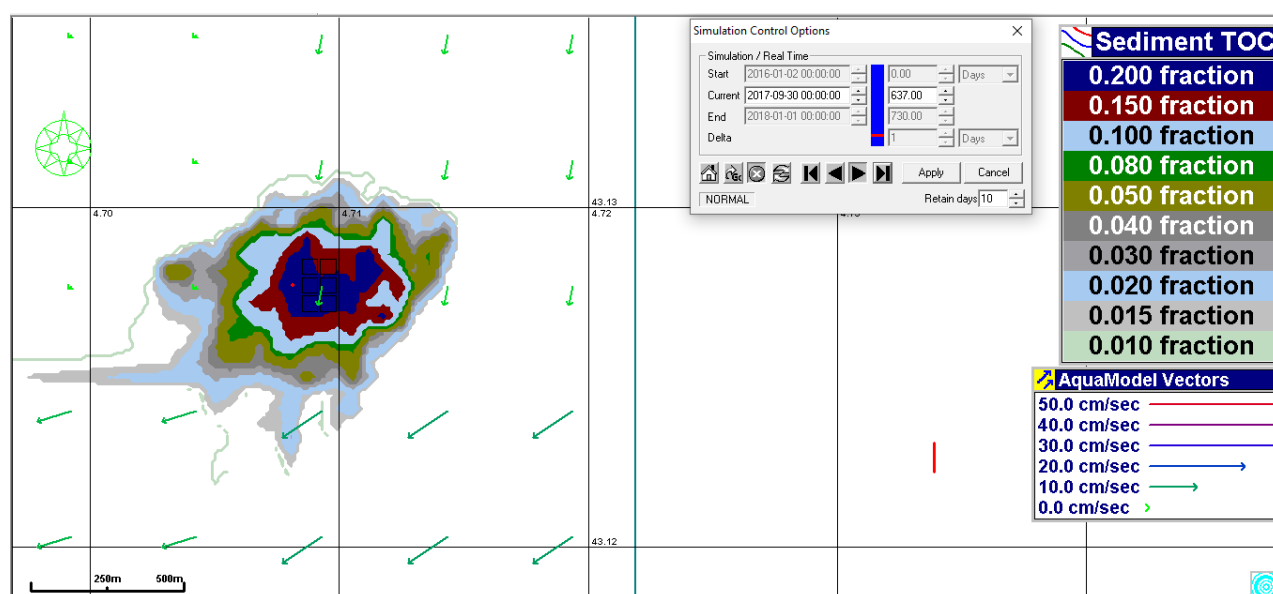 Simulation Control Options
Simulation / Real Time
Start 2016-01-02 00:00:00 0.00 Days
Current 2017-09-30 00:00:00 637.00
End 2018-01-01 00:00:00 730.00
Delta 1 Days
Apply Cancel
NORMAL Retain days 10
Sediment TOC
0.200 fraction
0.150 fraction
0.100 fraction
0.080 fraction
0.050 fraction
0.040 fraction
0.030 fraction
0.020 fraction
0.015 fraction
0.010 fraction
AquaModel Vectors
50.0 cm/sec
40.0 cm/sec
30.0 cm/sec
20.0 cm/sec
10.0 cm/sec
0.0 cm/sec
43.13
4.70 4.71 4.72
43.12
250m 500m